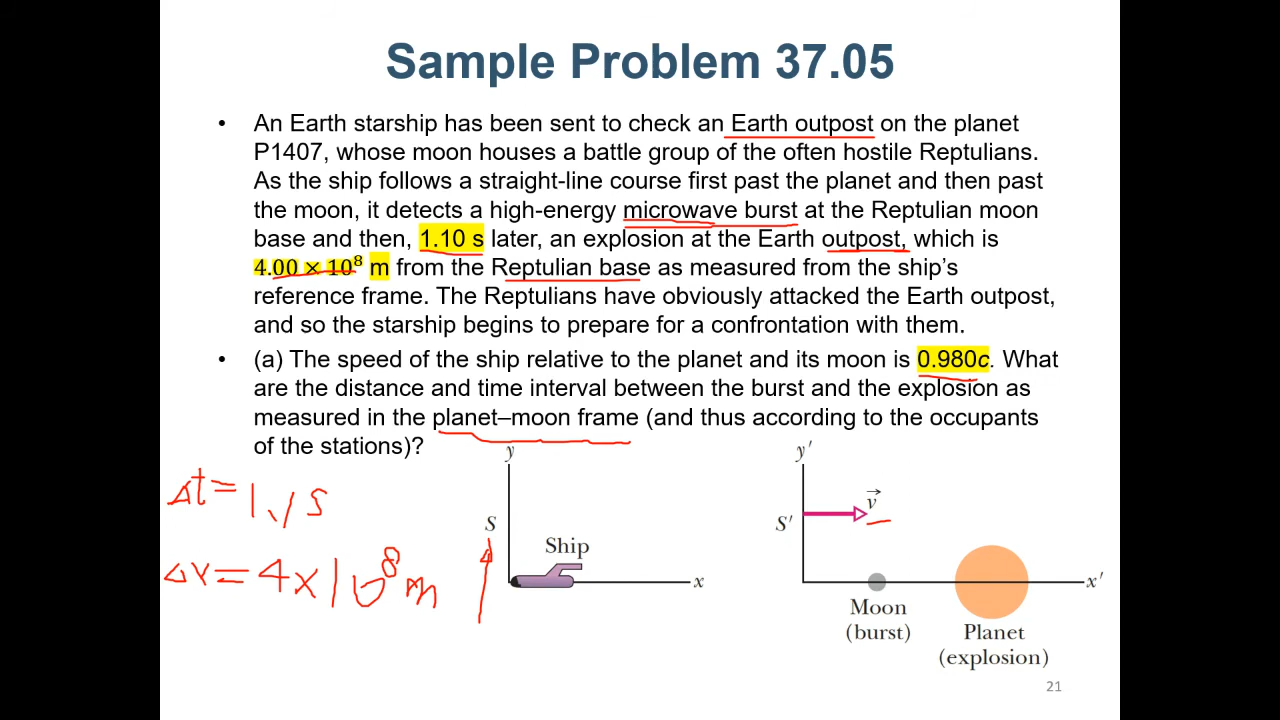 Sample Problem 37.05
• An Earth starship has been sent to check an Earth outpost on the planet
P1407, whose moon houses a battle group of the often hostile Reptulians.
As the ship follows a straight-line course first past the planet and then past
the moon, it detects a high-energy microwave burst at the Reptulian moon
base and then, 1.10 s later, an explosion at the Earth outpost, which is
4.00 × 10⁸ m from the Reptulian base as measured from the ship's
reference frame. The Reptulians have obviously attacked the Earth outpost,
and so the starship begins to prepare for a confrontation with them.
• (a) The speed of the ship relative to the planet and its moon is 0.980c. What
are the distance and time interval between the burst and the explosion as
measured in the planet–moon frame (and thus according to the occupants
of the stations)?
Δt = 1.1 s
Δx = 4x10⁸ m
y
S
Ship
x
y′
S′
v⃗
x′
Moon
(burst)
Planet
(explosion)
21